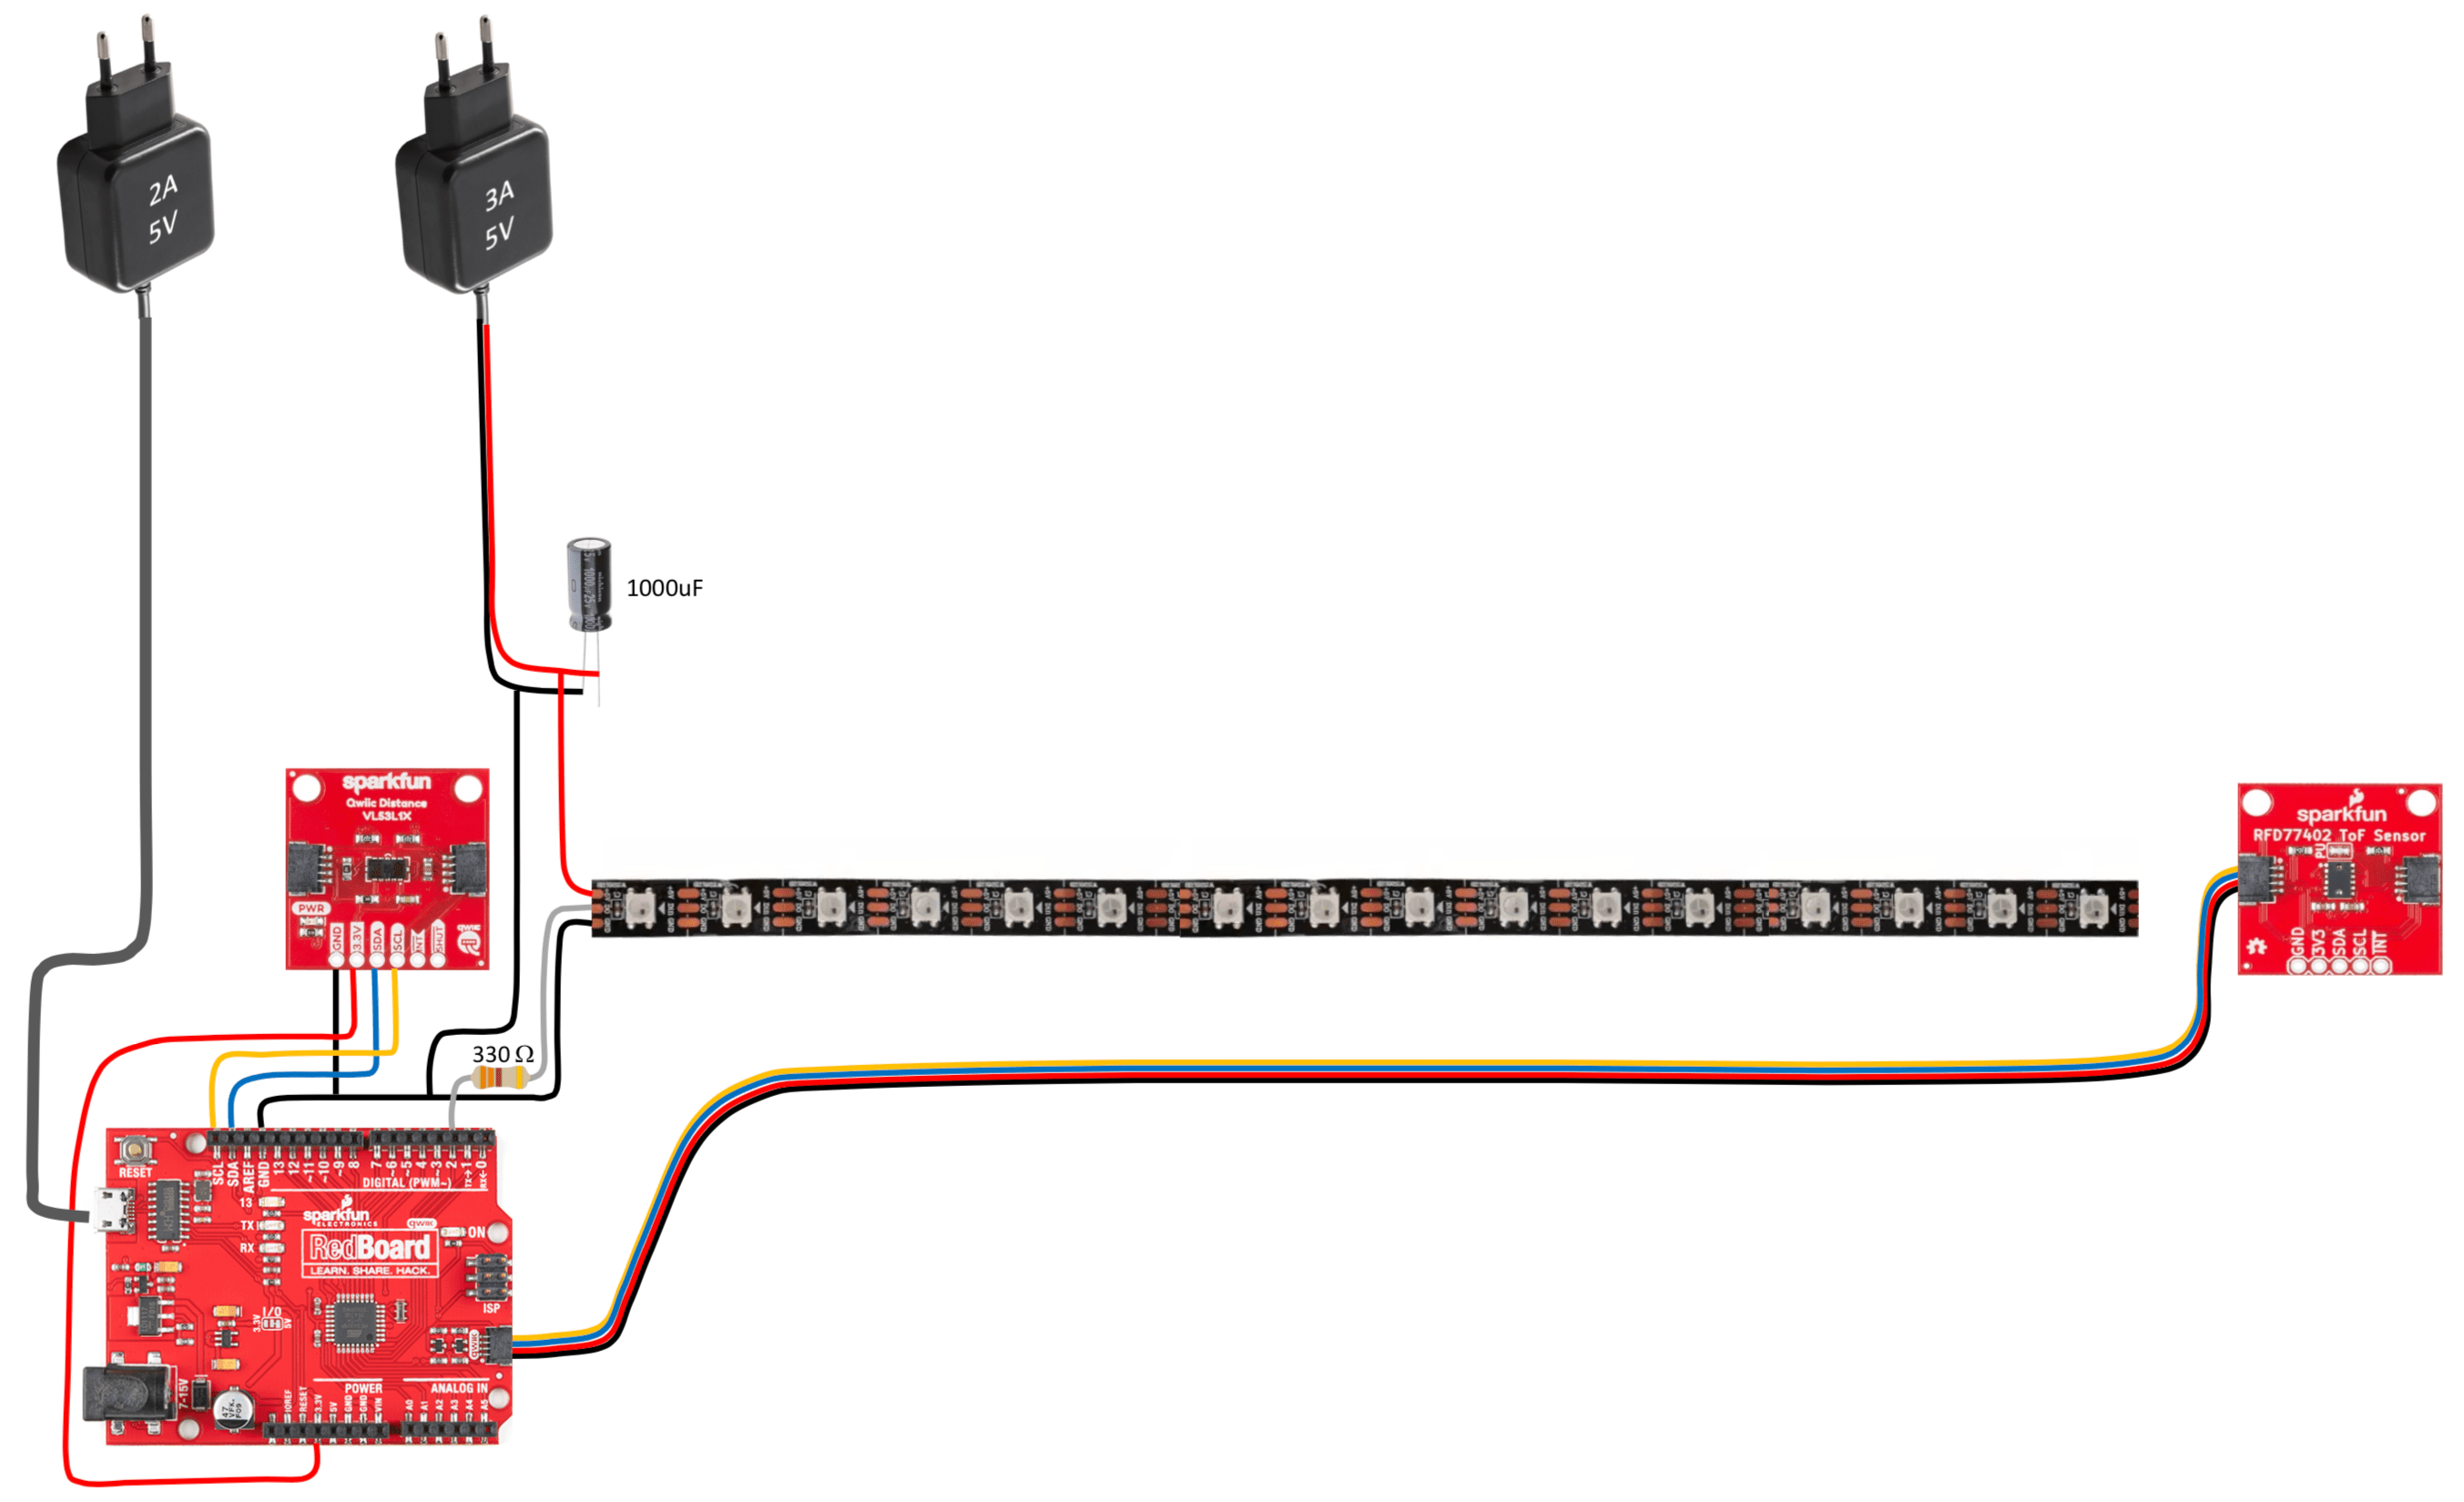 2A
5V
3A
5V
1000uF
sparkfun
Qwiic Distance
VL53L1X
PWR
GND
3.3V
SDA
SCL
INT
SHUT
qwiic
sparkfun
RFD77402 ToF Sensor
PU
GND
3V3
SDA
SCL
INT
330 Ω
RESET
SCL
SDA
AREF
GND
13
12
~11
~10
~9
8
7
~6
~5
4
~3
2
TX→1
RX←0
DIGITAL (PWM~)
13
TX
RX
sparkfun
ELECTRONICS
qwiic
ON
RedBoard
LEARN. SHARE. HACK.
ISP
I/O
3.3V
5V
qwiic
7-15V
47
POWER
ANALOG IN
IOREF
RESET
3.3V
5V
GND
GND
VIN
A0
A1
A2
A3
A4
A5